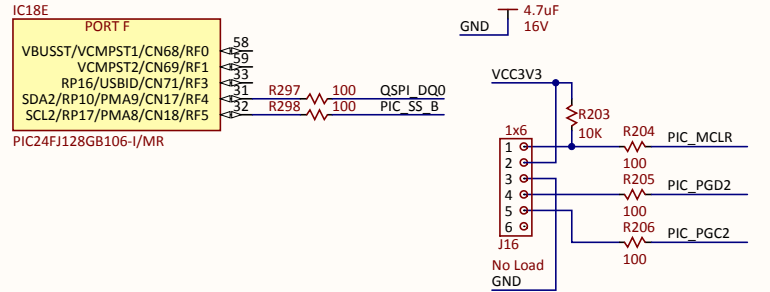 IC18E
PORT F
VBUSST/VCMPST1/CN68/RF0 58
VCMPST2/CN69/RF1 59
RP16/USBID/CN71/RF3 33
SDA2/RP10/PMA9/CN17/RF4 31 R297 100 QSPI_DQ0
SCL2/RP17/PMA8/CN18/RF5 32 R298 100 PIC_SS_B
PIC24FJ128GB106-I/MR
4.7uF
GND 16V
VCC3V3
R203
10K
1x6
1 R204 PIC_MCLR
2 100
3 R205
4 PIC_PGD2
5 100
6 R206 PIC_PGC2
J16 100
No Load
GND